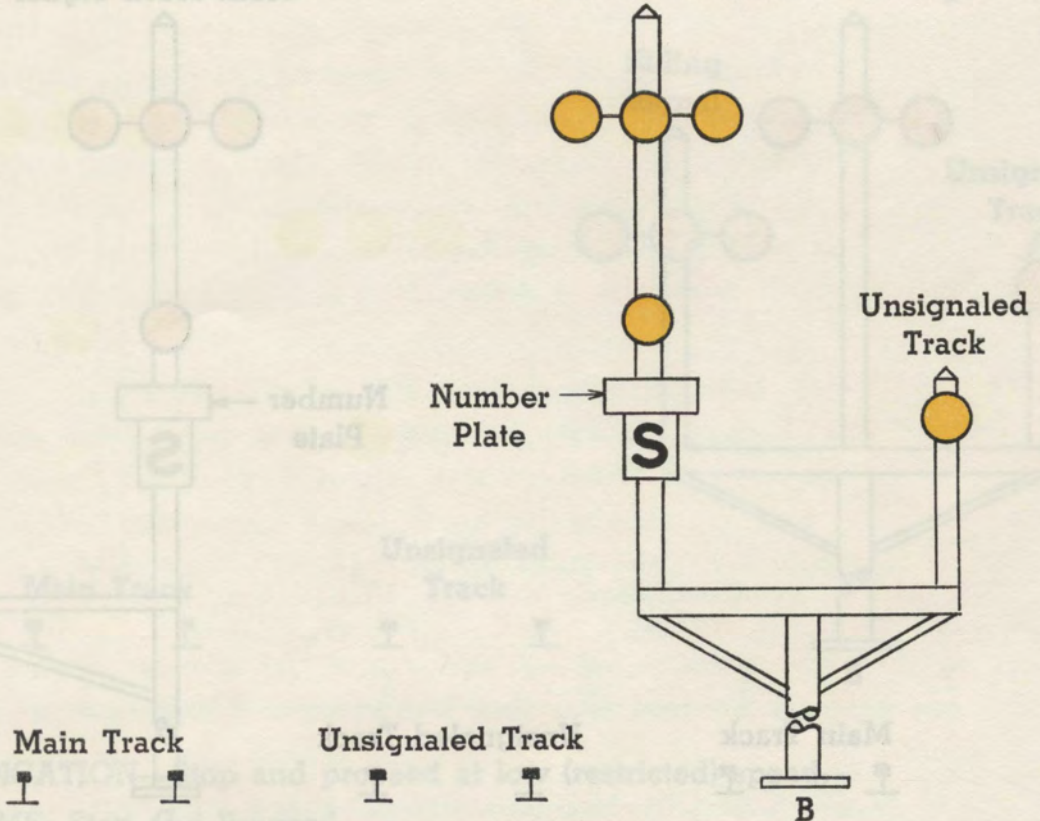 Unsignaled
Track
Number
Plate
S
Main Track
Unsignaled Track
B